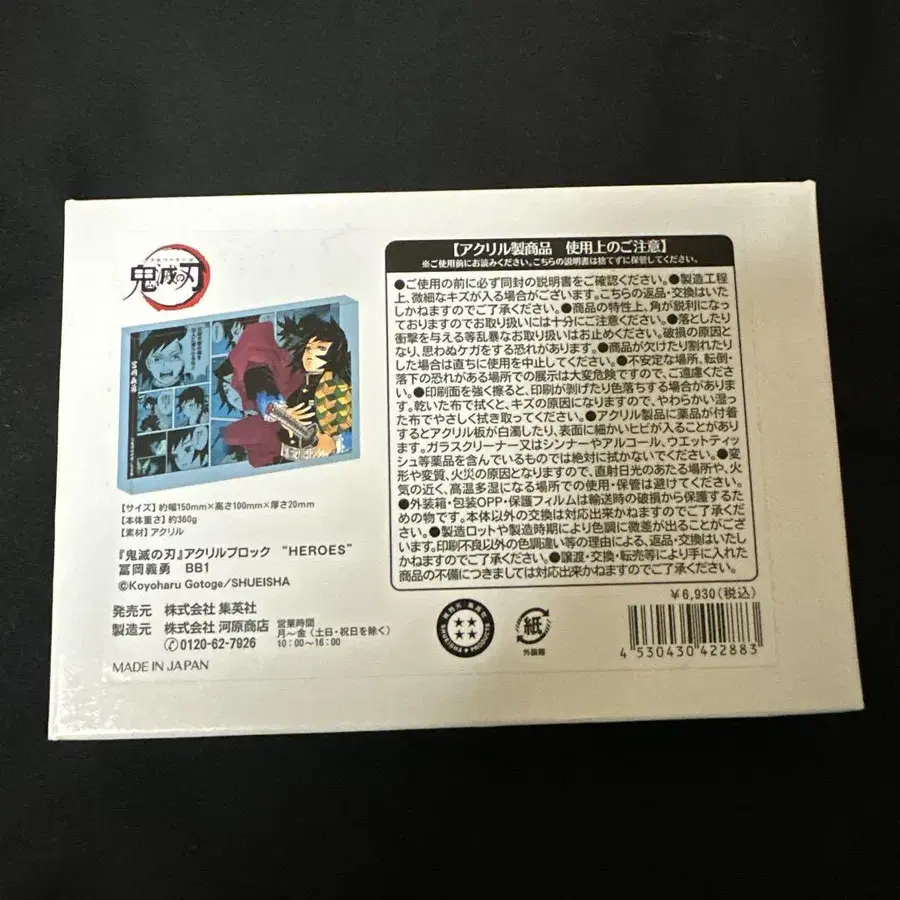 鬼滅の刃
冨岡義勇
【サイズ】約幅150mm×高さ100mm×厚さ20mm
【本体重さ】約360g
【素材】アクリル
『鬼滅の刃』アクリルブロック “HEROES”
冨岡義勇 BB1
©Koyoharu Gotoge/SHUEISHA
発売元 株式会社 集英社
製造元 株式会社 河原商店
0120-62-7926
営業時間
月〜金(土日・祝日を除く)
10:00〜16:00
MADE IN JAPAN
【アクリル製商品 使用上のご注意】
※ご使用前にお読みください。こちらの説明書は捨てずに保管してください。
●ご使用の前に必ず同封の説明書をご確認ください。●製造工程
上、微細なキズが入る場合がございます。こちらの返品・交換はいた
しかねますのでご了承ください。●商品の特性上、角が鋭利になっ
ておりますのでお取り扱いには十分にご注意ください。●落としたり
衝撃を与える等乱暴なお取り扱いはお止めください。破損の原因と
なり、思わぬケガをする恐れがあります。●商品が欠けたり割れたり
した場合は直ちに使用を中止してください。●不安定な場所、転倒・
落下の恐れがある場所での展示は大変危険ですので、ご遠慮くださ
い。●印刷面を強く擦ると、印刷が剥げたり色落ちする場合がありま
す。乾いた布で拭くと、キズの原因になりますので、やわらかい湿っ
た布でやさしく拭き取ってください。●アクリル製品に薬品が付着
するとアクリル板が白濁したり、表面に細かいヒビが入ることがありま
す。ガラスクリーナー又はシンナーやアルコール、ウエットティッ
シュ等薬品を含んでいるものでは絶対に拭かないでください。●変
形や変質、火災の原因となりますので、直射日光のあたる場所や、火
気の近く、高温多湿になる場所での使用・保管は避けてください。
●外装箱・包装OPP・保護フィルムは輸送時の破損から保護するた
めの物です。本体以外の交換は対応出来かねますのでご了承くださ
い。●製造ロットや製造時期により色調に微差が出ることがござ
います。印刷不良以外の色調違い等の理由による、返品・交換はいたし
かねますのでご了承ください。●譲渡・交換・転売等により手に入れた
商品の不備につきましては対応出来かねますのでご了承ください。
¥6,930(税込)
紙
外装箱
4 530430 422883